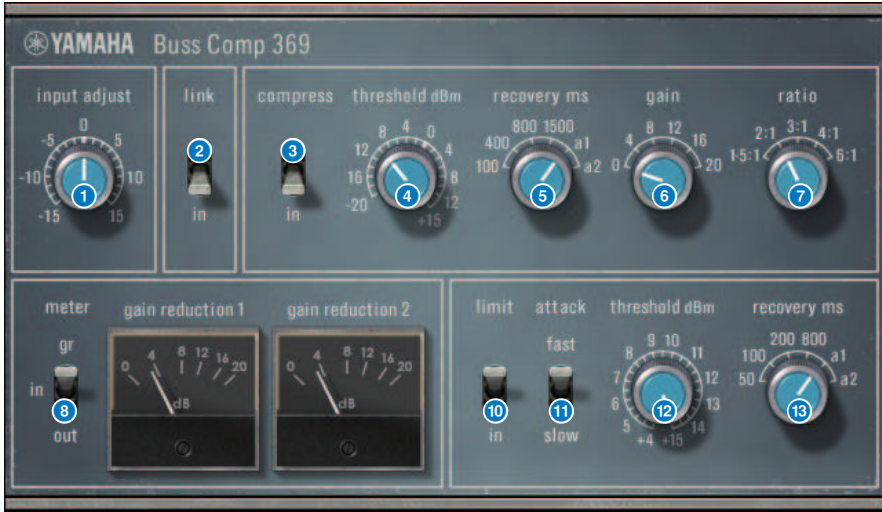 YAMAHA Buss Comp 369
input adjust
-15 -10 -5 0 5 10 15
1
link
2
in
compress
3
in
threshold dBm
-20 16 12 8 4 0 4 8 12 +15
4
recovery ms
100 400 800 1500 a1 a2
5
gain
0 4 8 12 16 20
6
ratio
1·5:1 2:1 3:1 4:1 6:1
7
meter
gr
in
8
out
gain reduction 1
0 4 8 12 16 20
dB
gain reduction 2
0 4 8 12 16 20
dB
limit
10
in
attack
fast
11
slow
threshold dBm
+4 5 6 7 8 9 10 11 12 13 14 +15
12
recovery ms
50 100 200 800 a1 a2
13